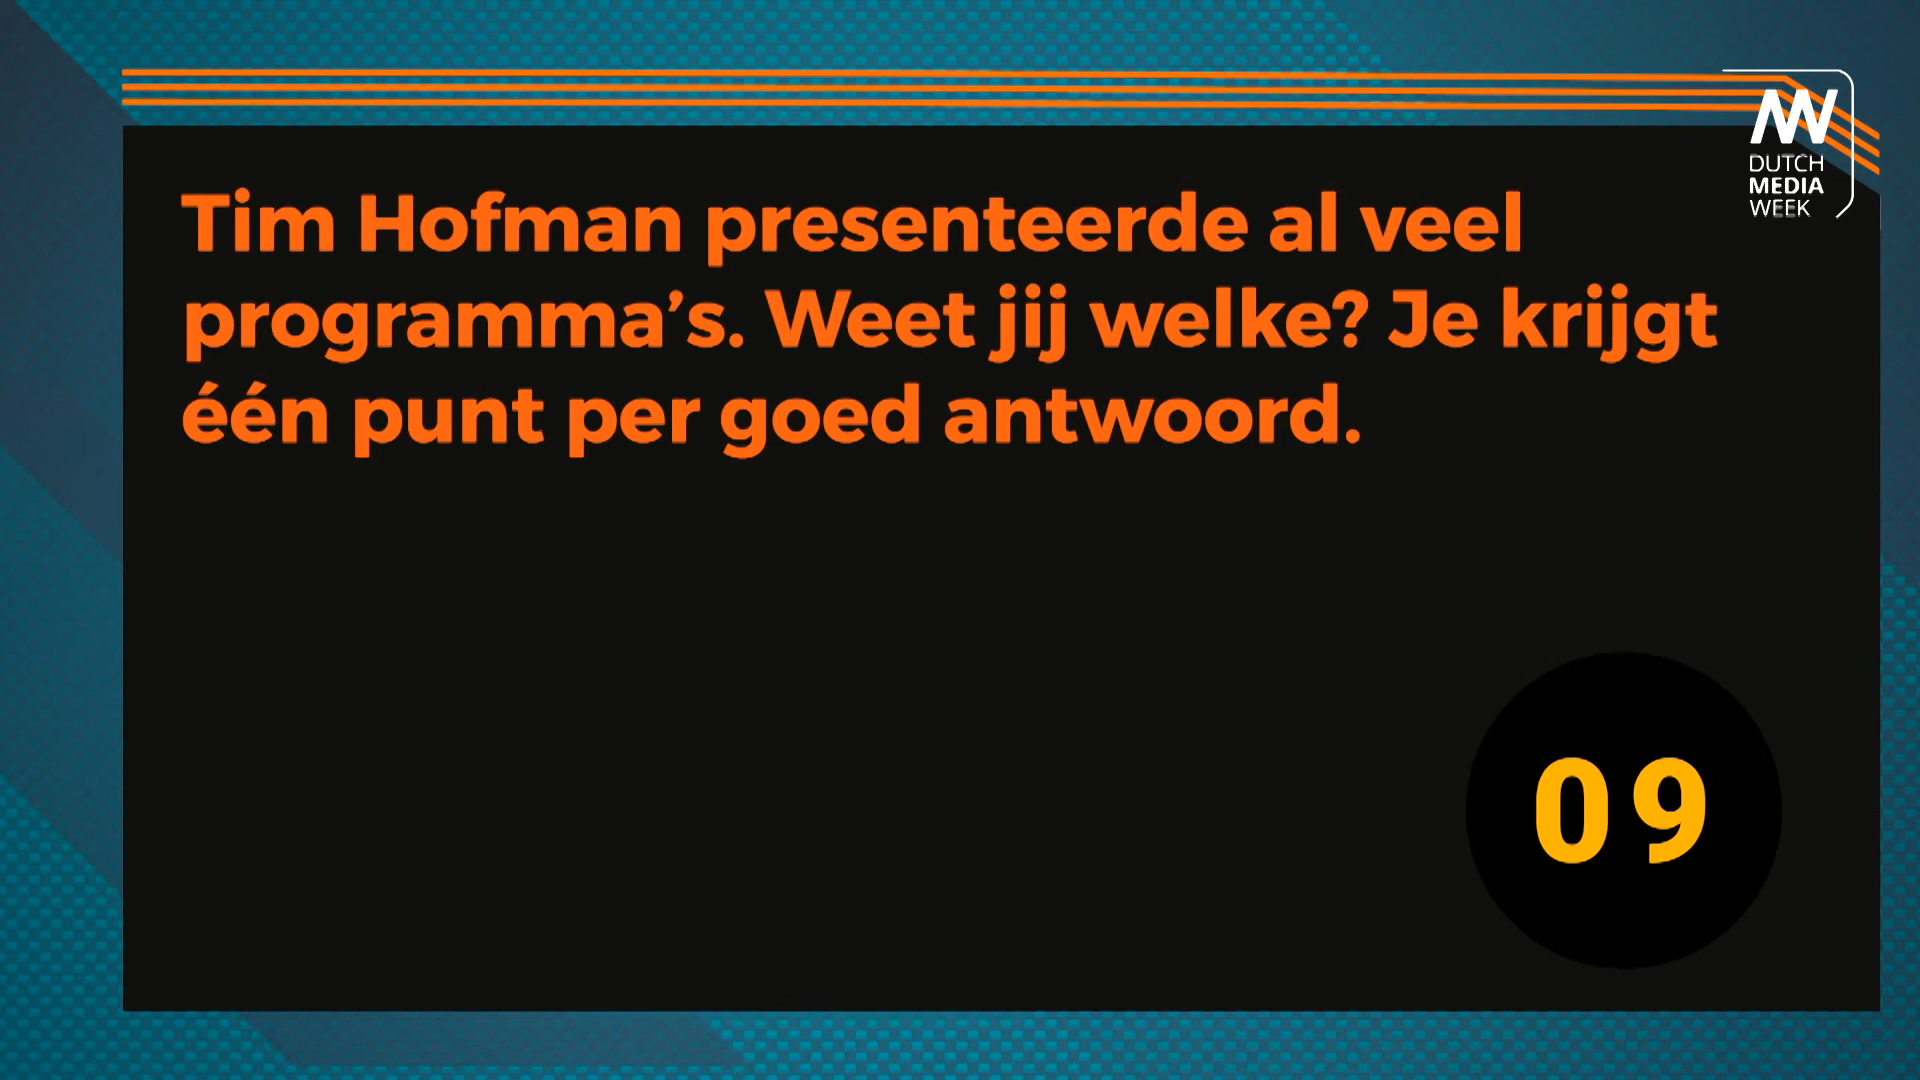 Tim Hofman presenteerde al veel
programma’s. Weet jij welke? Je krijgt
één punt per goed antwoord.
DUTCH
MEDIA
WEEK
09